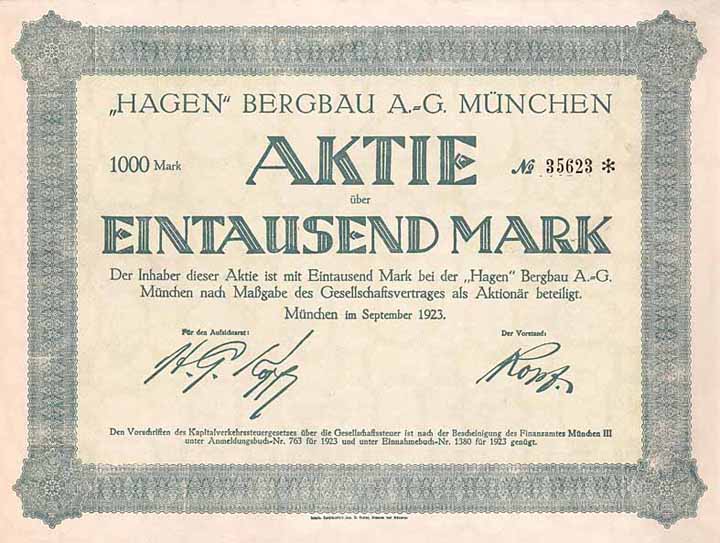 „HAGEN" BERGBAU A.-G. MÜNCHEN
1000 Mark AKTIE № 35623 *
über
EINTAUSEND MARK
Der Inhaber dieser Aktie ist mit Eintausend Mark bei der „Hagen" Bergbau A.-G.
München nach Maßgabe des Gesellschaftsvertrages als Aktionär beteiligt.
München im September 1923.
Für den Aufsichtsrat: Der Vorstand:
Den Vorschriften des Kapitalverkehrssteuergesetzes über die Gesellschaftssteuer ist nach der Bescheinigung des Finanzamtes München III
unter Anmeldungsbuch-Nr. 763 für 1923 und unter Einnahmebuch-Nr. 1380 für 1923 genügt.